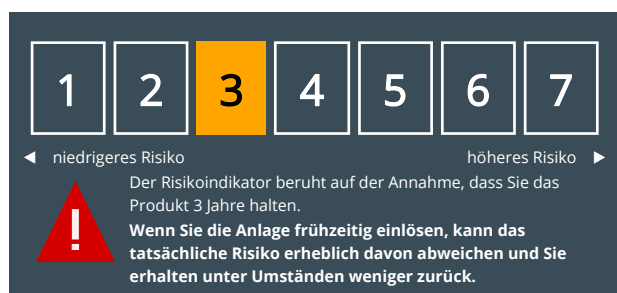 1 2 3 4 5 6 7
◀ niedrigeres Risiko höheres Risiko ▶
Der Risikoindikator beruht auf der Annahme, dass Sie das
Produkt 3 Jahre halten.
Wenn Sie die Anlage frühzeitig einlösen, kann das
tatsächliche Risiko erheblich davon abweichen und Sie
erhalten unter Umständen weniger zurück.
!